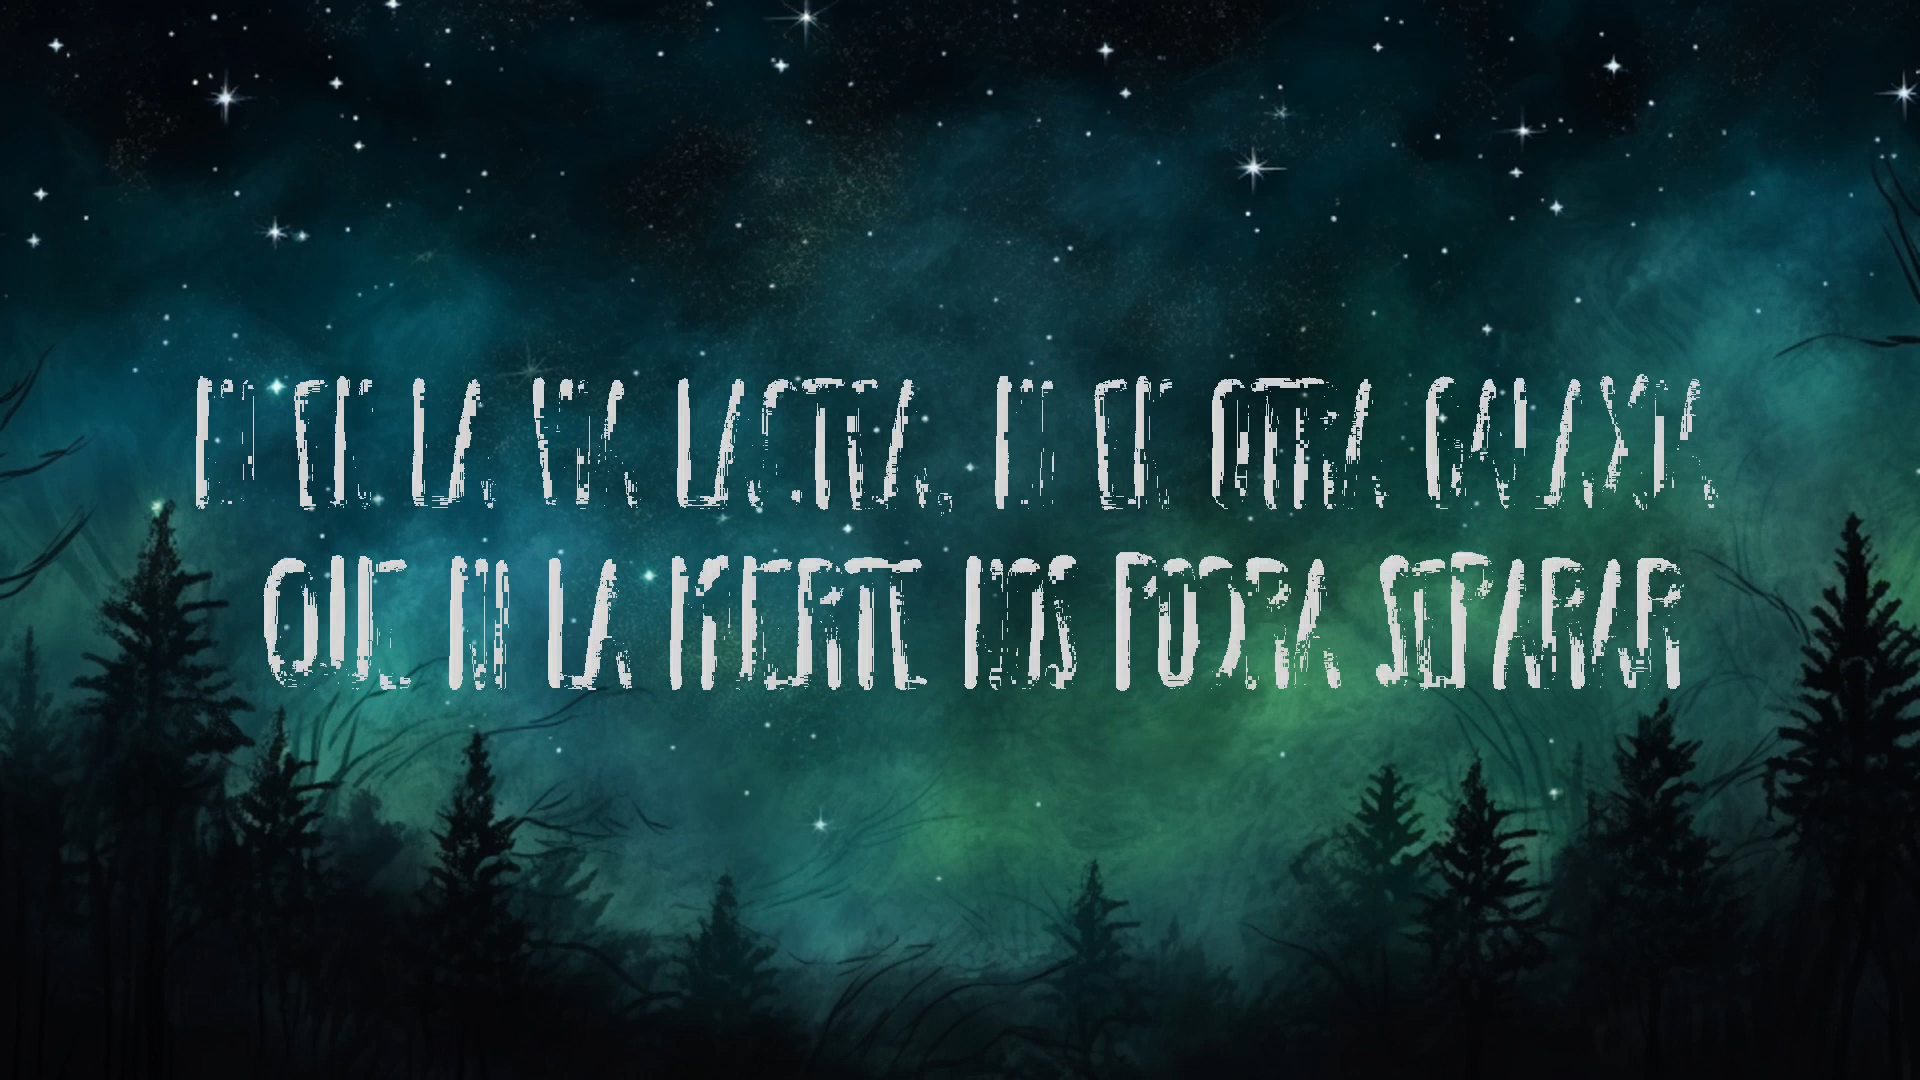 NI EN LA VIA LACTEA, NI EN OTRA GALAXIA
QUE NI LA MUERTE NOS PODRA SEPARAR